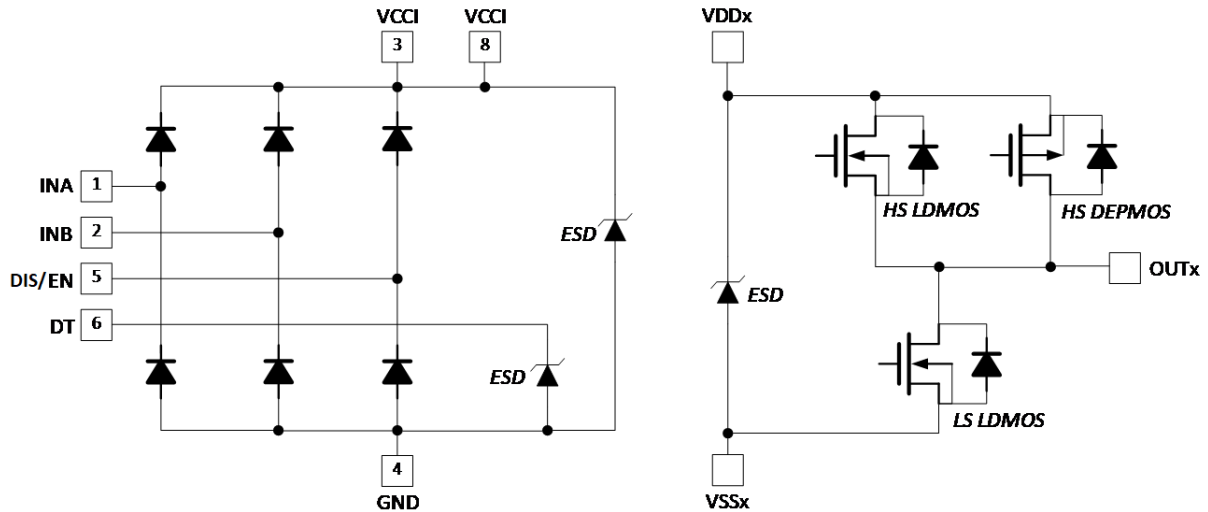 VCCI VCCI
3 8
VDDx
INA 1
INB 2
DIS/EN 5
DT 6
ESD
ESD
4
GND
HS LDMOS HS DEPMOS
OUTx
ESD
LS LDMOS
VSSx